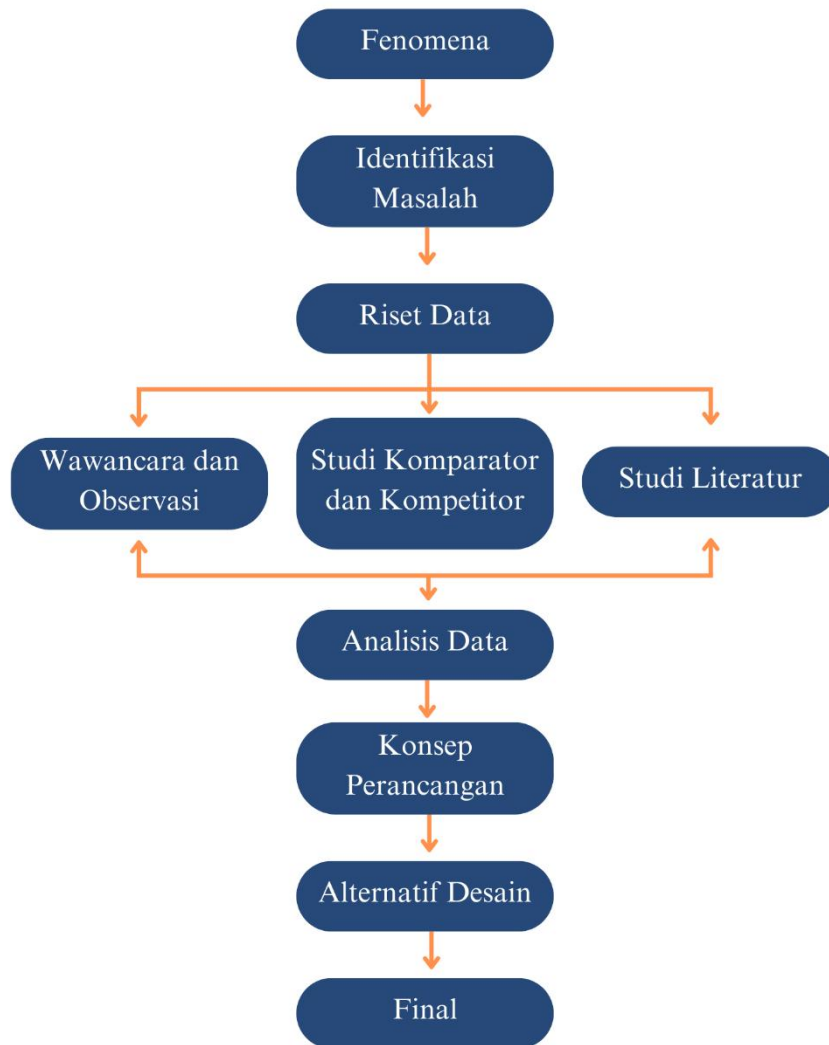 Fenomena
Identifikasi
Masalah
Riset Data
Wawancara dan
Observasi
Studi Komparator
dan Kompetitor
Studi Literatur
Analisis Data
Konsep
Perancangan
Alternatif Desain
Final